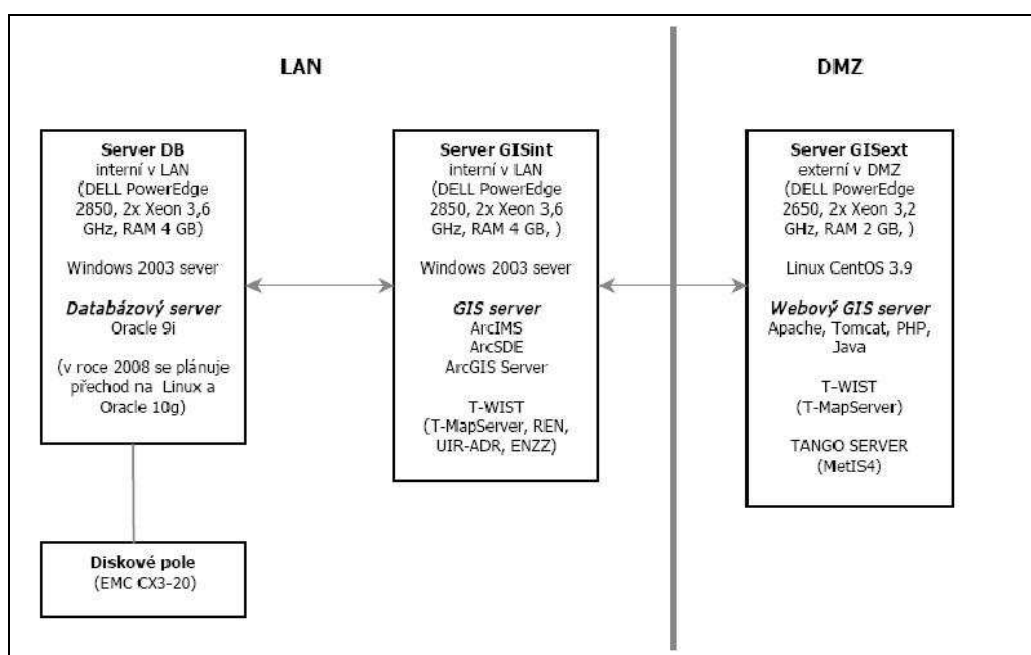 LAN
DMZ
Server DB
interní v LAN
(DELL PowerEdge
2850, 2x Xeon 3,6
GHz, RAM 4 GB)
Windows 2003 sever
Databázový server
Oracle 9i
(v roce 2008 se plánuje
přechod na Linux a
Oracle 10g)
Server GISint
interní v LAN
(DELL PowerEdge
2850, 2x Xeon 3,6
GHz, RAM 4 GB, )
Windows 2003 sever
GIS server
ArcIMS
ArcSDE
ArcGIS Server
T-WIST
(T-MapServer, REN,
UIR-ADR, ENZZ)
Server GISext
externí v DMZ
(DELL PowerEdge
2650, 2x Xeon 3,2
GHz, RAM 2 GB, )
Linux CentOS 3.9
Webový GIS server
Apache, Tomcat, PHP,
Java
T-WIST
(T-MapServer)
TANGO SERVER
(MetIS4)
Diskové pole
(EMC CX3-20)